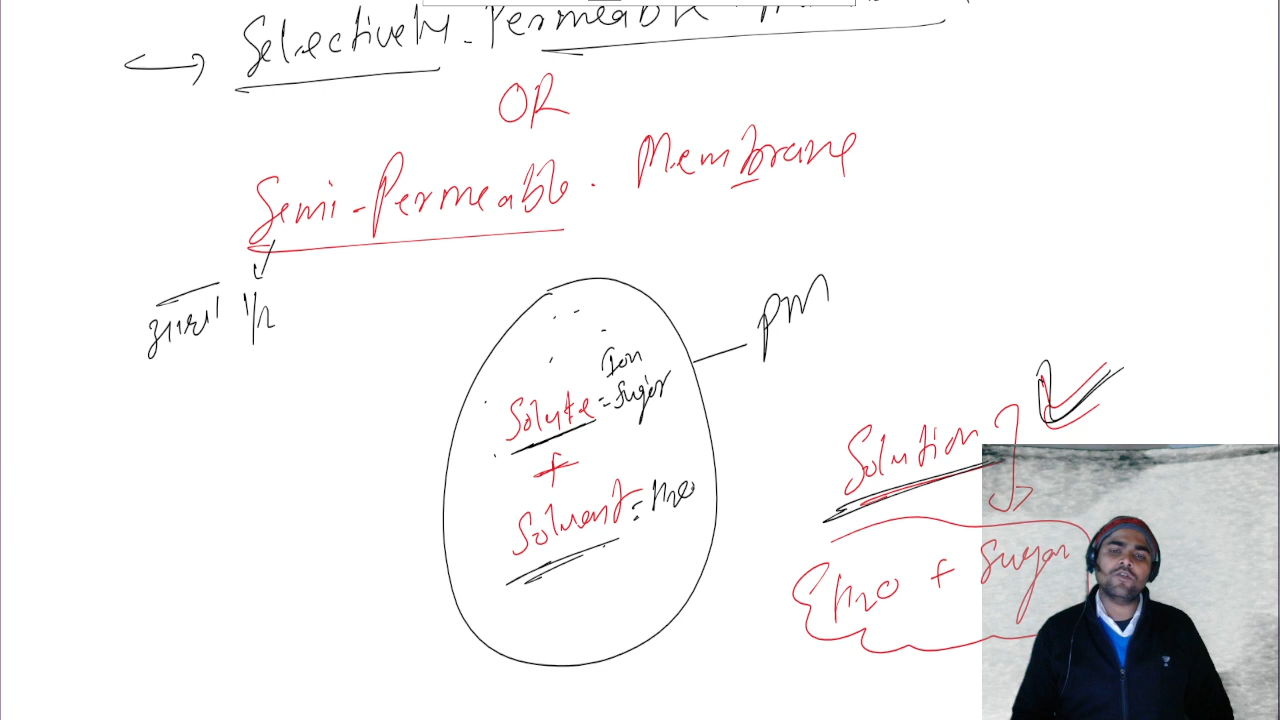 → Selectively-Permeable
OR
Semi-Permeable. Membrane
आधा 1/2
PM
Ion
Solute = Sugar
+
Solvent = H2O
Solution
H2O + Sugar